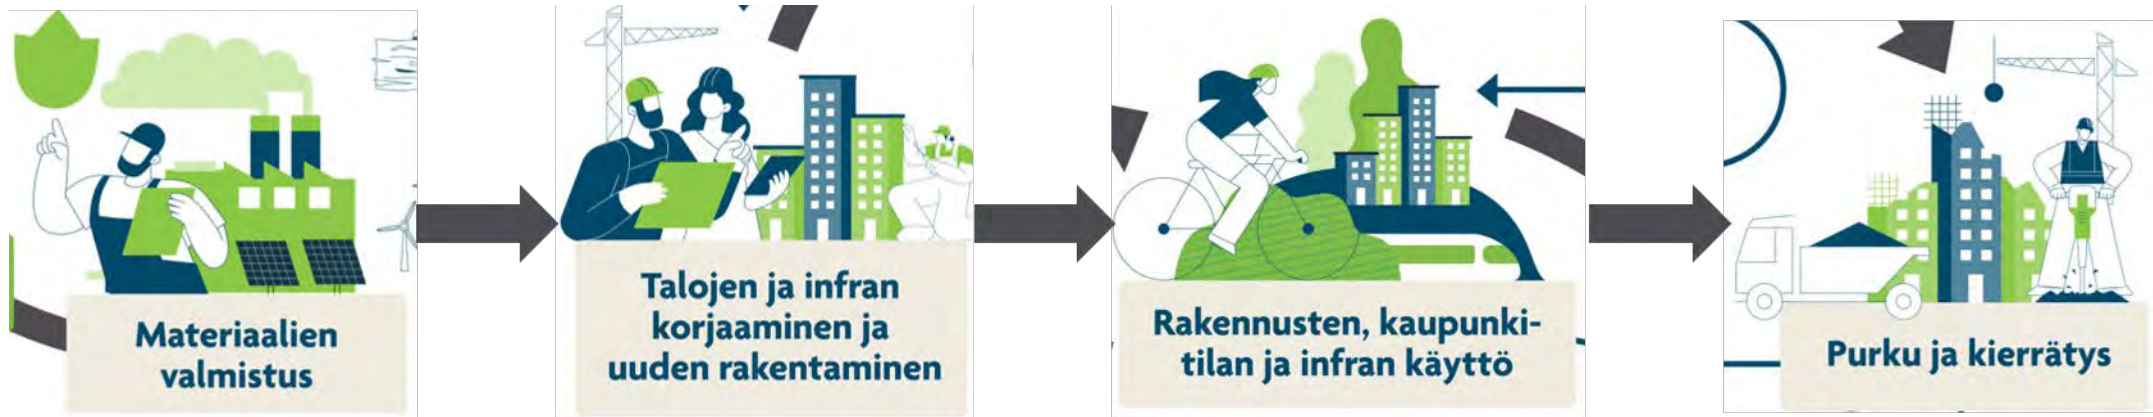 Materiaalien
valmistus
Talojen ja infran
korjaaminen ja
uuden rakentaminen
Rakennusten, kaupunki-
tilan ja infran käyttö
Purku ja kierrätys